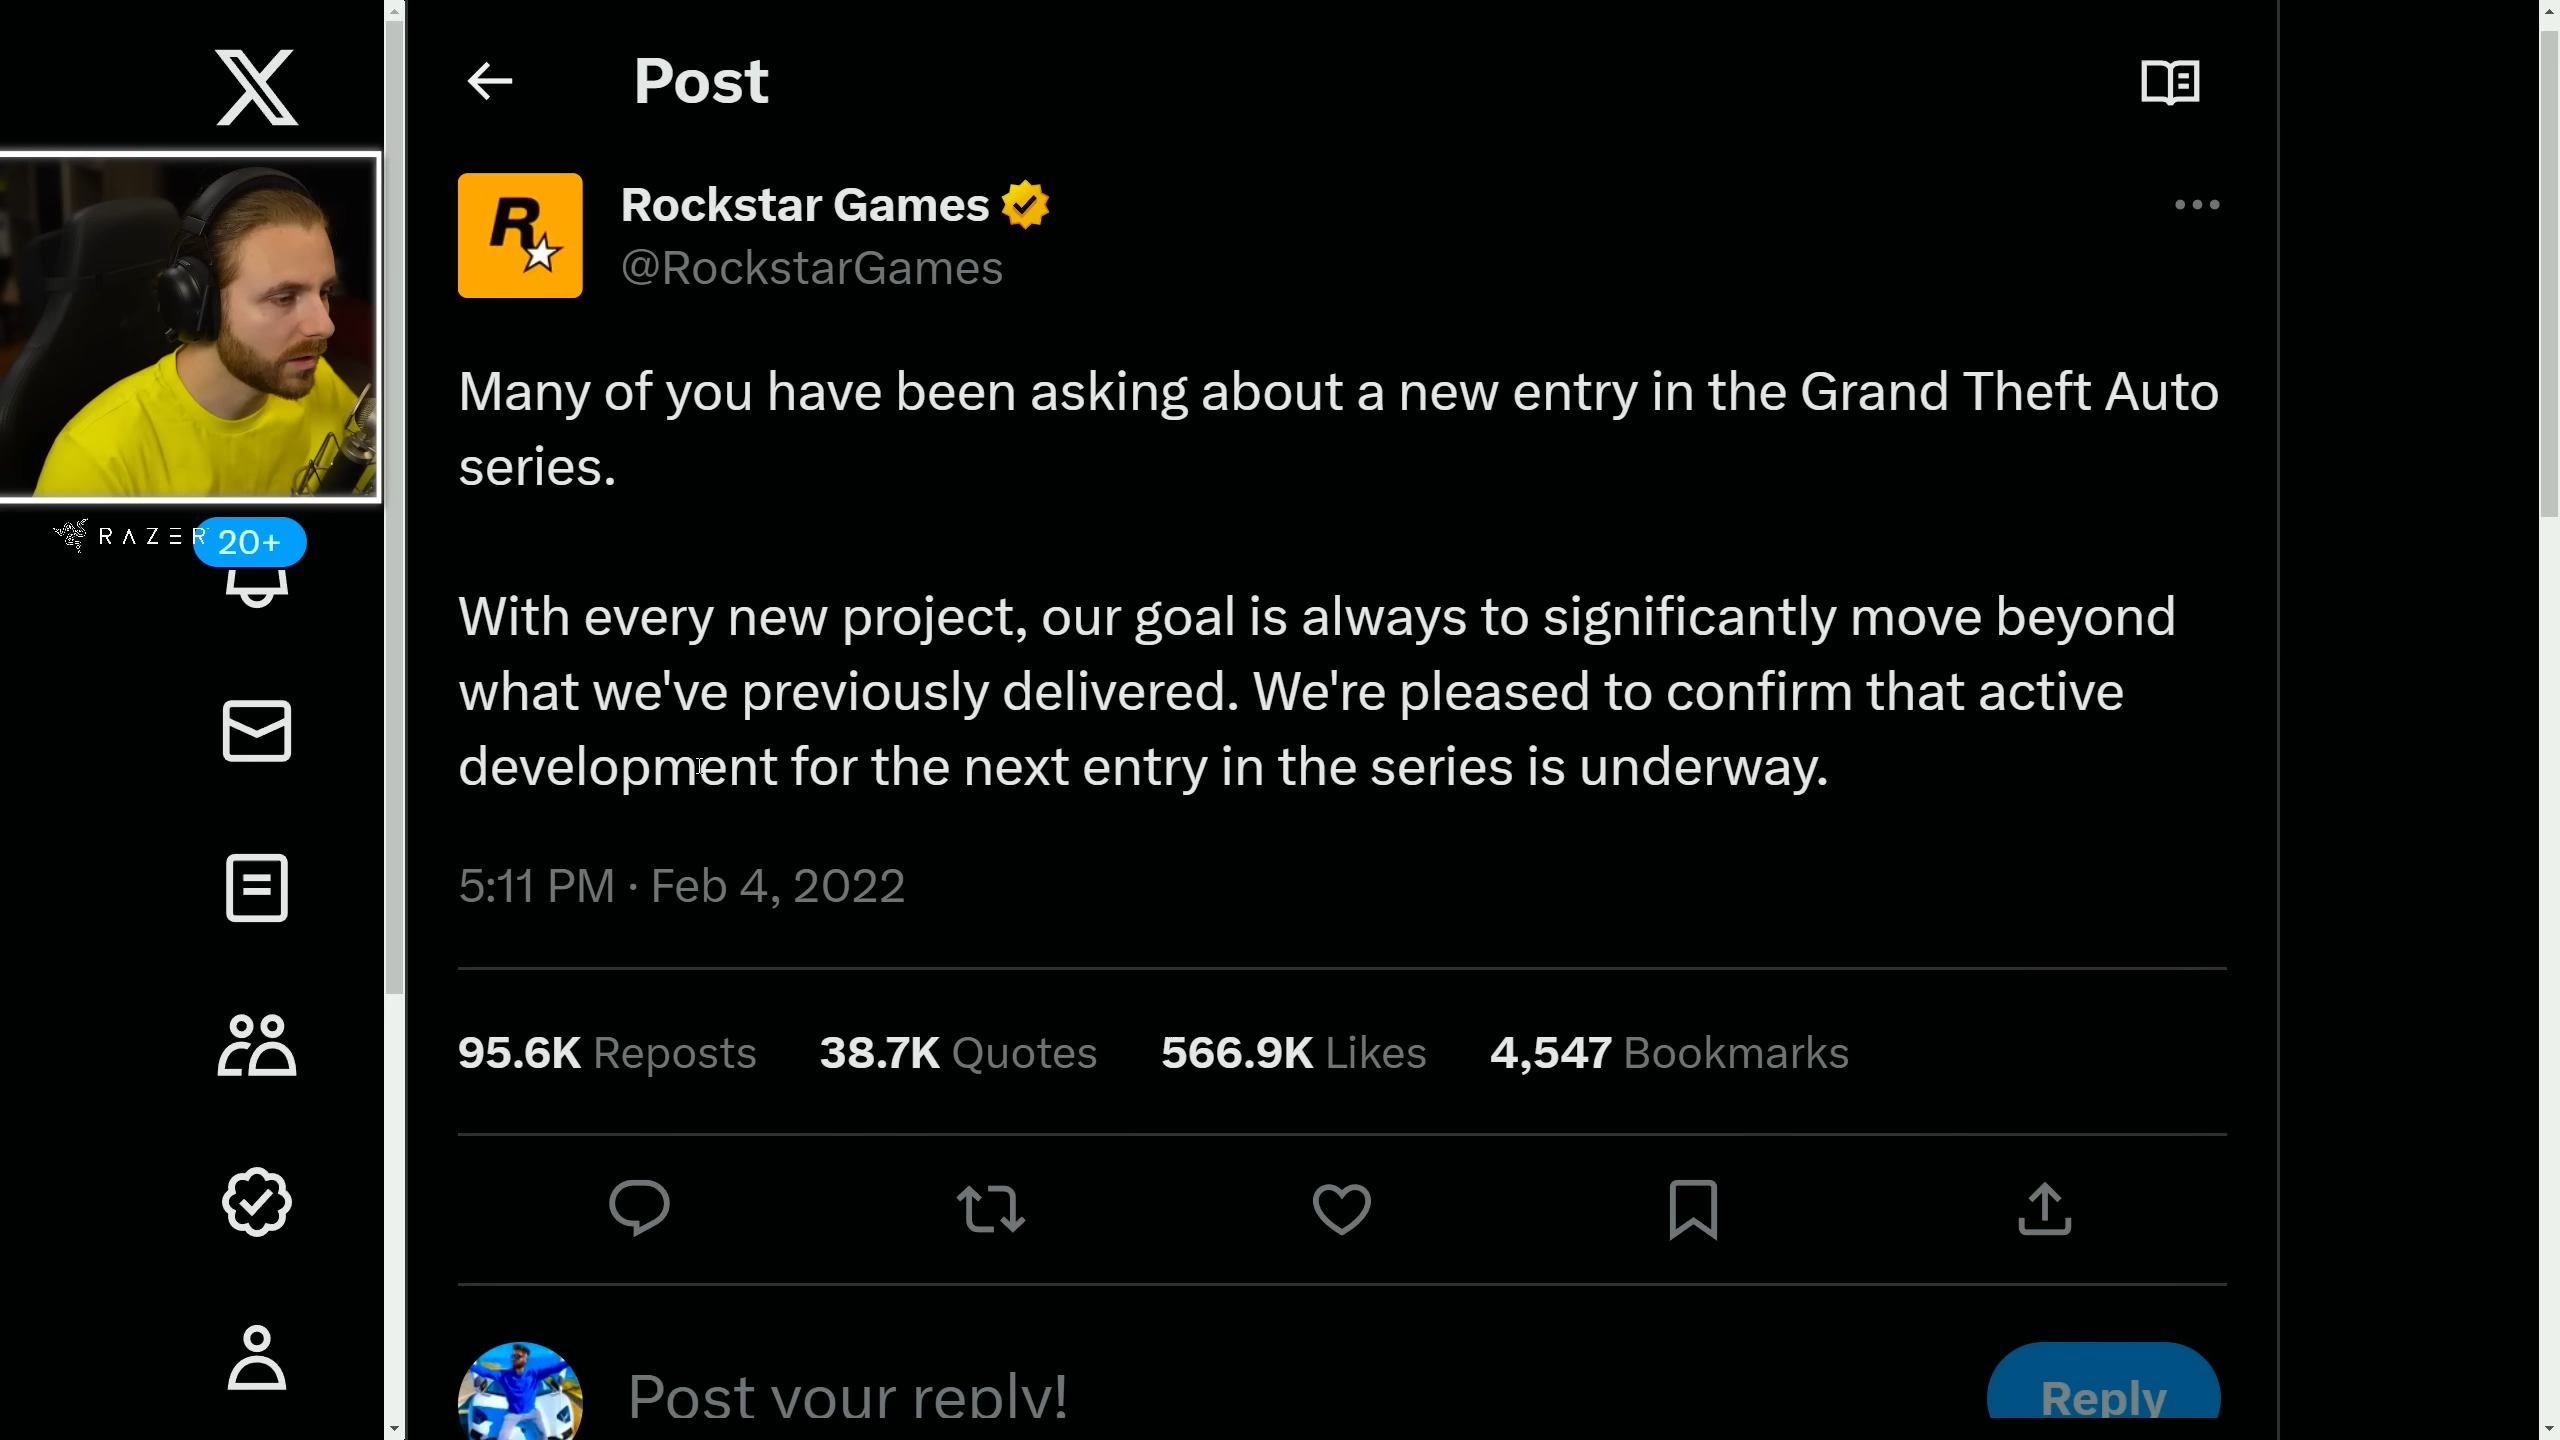 Post
Rockstar Games
@RockstarGames
Many of you have been asking about a new entry in the Grand Theft Auto
series.
With every new project, our goal is always to significantly move beyond
what we've previously delivered. We're pleased to confirm that active
development for the next entry in the series is underway.
5:11 PM · Feb 4, 2022
95.6K Reposts 38.7K Quotes 566.9K Likes 4,547 Bookmarks
Post your reply!
Reply
RAZER
20+